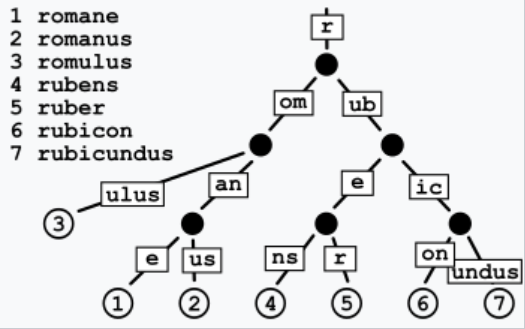 1 romane
2 romanus
3 romulus
4 rubens
5 ruber
6 rubicon
7 rubicundus
r
om ub
ulus an e ic
3
e us ns r on undus
1 2 4 5 6 7